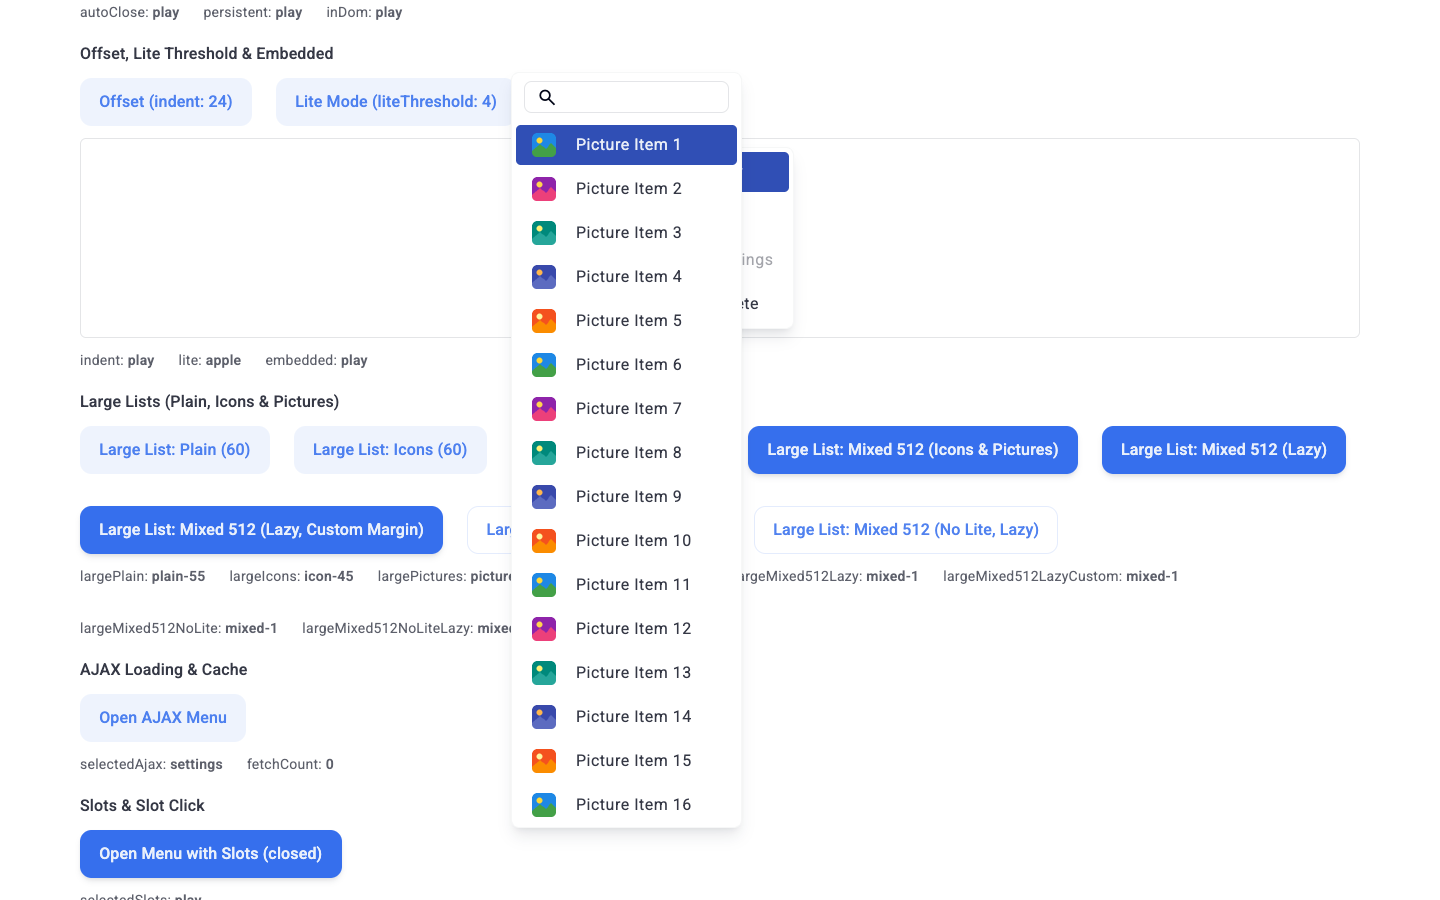 autoClose: play persistent: play inDom: play
Offset, Lite Threshold & Embedded
Offset (indent: 24) Lite Mode (liteThreshold: 4)
Picture Item 1
Picture Item 2
Picture Item 3
Picture Item 4
Picture Item 5
Picture Item 6
Picture Item 7
Picture Item 8
Picture Item 9
Picture Item 10
Picture Item 11
Picture Item 12
Picture Item 13
Picture Item 14
Picture Item 15
Picture Item 16
indent: play lite: apple embedded: play
Large Lists (Plain, Icons & Pictures)
Large List: Plain (60) Large List: Icons (60) Large List: Mixed 512 (Icons & Pictures) Large List: Mixed 512 (Lazy)
Large List: Mixed 512 (Lazy, Custom Margin) Large List: Mixed 512 (No Lite, Lazy)
largePlain: plain-55 largeIcons: icon-45 largePictures: largeMixed512Lazy: mixed-1 largeMixed512LazyCustom: mixed-1
largeMixed512NoLite: mixed-1 largeMixed512NoLiteLazy:
AJAX Loading & Cache
Open AJAX Menu
selectedAjax: settings fetchCount: 0
Slots & Slot Click
Open Menu with Slots (closed)
selectedSlots: play